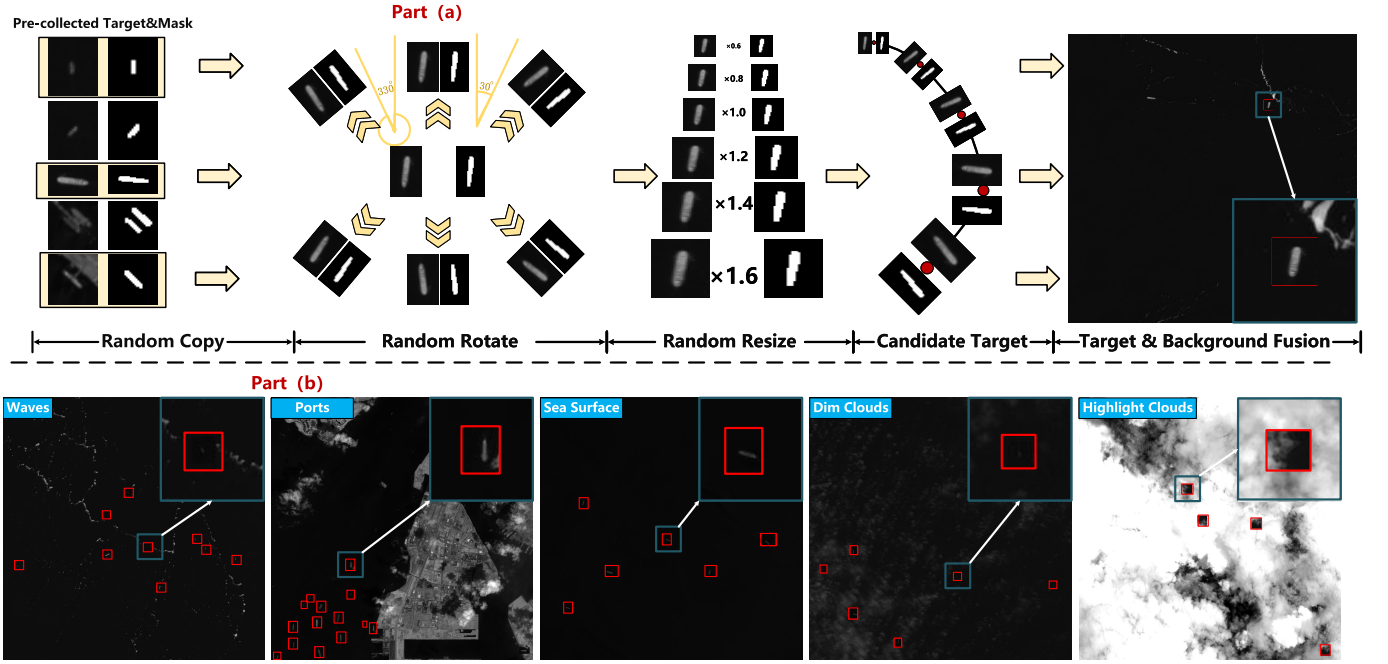 Part (a)
Pre-collected Target&Mask
330°
30°
×0.6
×0.8
×1.0
×1.2
×1.4
×1.6
Random Copy
Random Rotate
Random Resize
Candidate Target
Target & Background Fusion
Part (b)
Waves
Ports
Sea Surface
Dim Clouds
Highlight Clouds